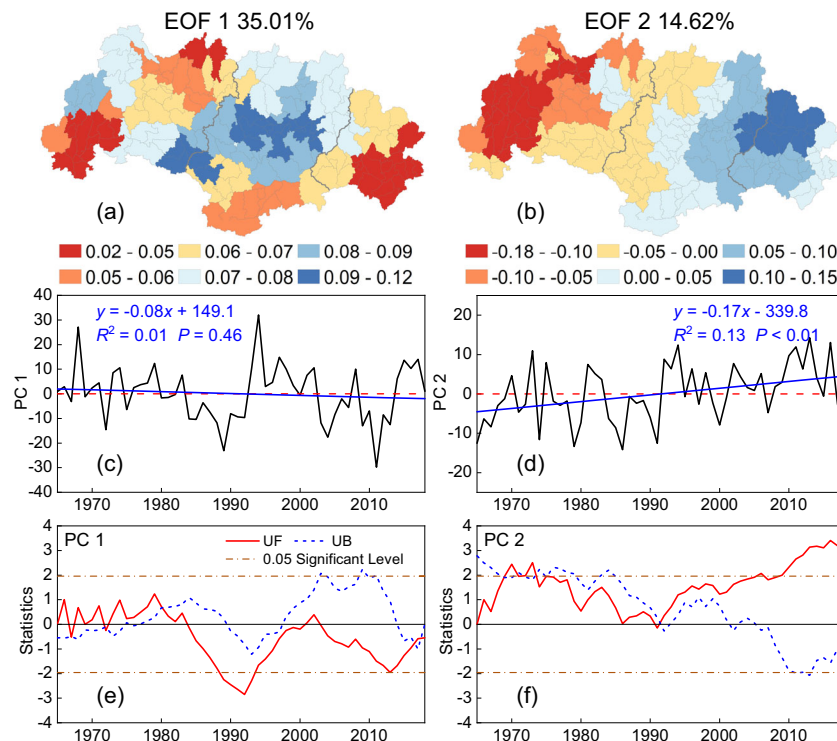 EOF 1 35.01% EOF 2 14.62%
(a) (b)
0.02 - 0.05 0.06 - 0.07 0.08 - 0.09 -0.18 - -0.10 -0.05 - 0.00 0.05 - 0.10
0.05 - 0.06 0.07 - 0.08 0.09 - 0.12 -0.10 - -0.05 0.00 - 0.05 0.10 - 0.15
PC 1
40
30
20
10
0
-10
-20
-30
-40
y = -0.08x + 149.1
R² = 0.01 P = 0.46
(c)
1970 1980 1990 2000 2010
PC 2
20
10
0
-10
-20
y = -0.17x - 339.8
R² = 0.13 P < 0.01
(d)
1970 1980 1990 2000 2010
Statistics
4
3
2
1
0
-1
-2
-3
-4
PC 1 UF UB
0.05 Significant Level
(e)
1970 1980 1990 2000 2010
Statistics
4
3
2
1
0
-1
-2
-3
-4
PC 2
(f)
1970 1980 1990 2000 2010